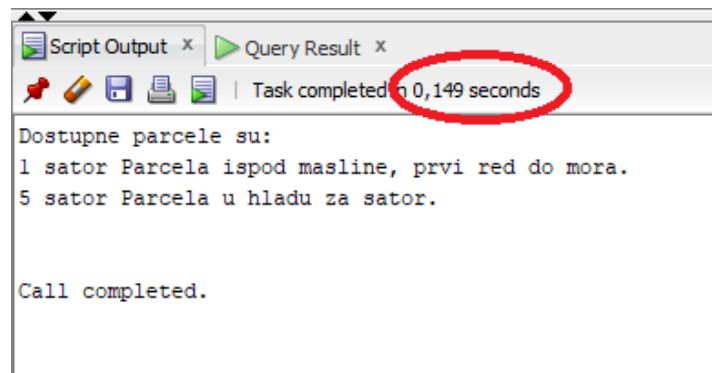 Script Output x Query Result x
Task completed in 0,149 seconds
Dostupne parcele su:
1 sator Parcela ispod masline, prvi red do mora.
5 sator Parcela u hladu za sator.
Call completed.